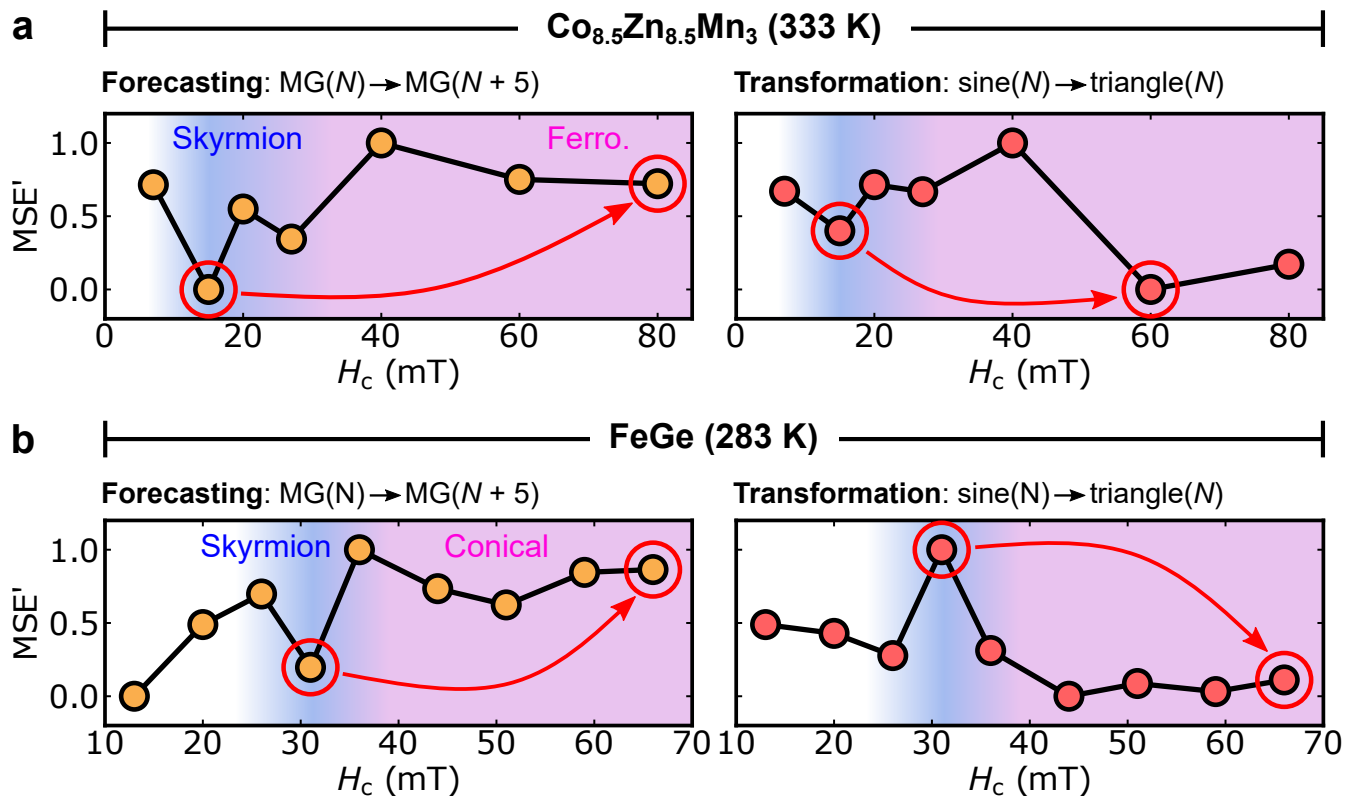 a
Co8.5Zn8.5Mn3 (333 K)
Forecasting: MG(N) → MG(N + 5)
Transformation: sine(N) → triangle(N)
Skyrmion
Ferro.
MSE'
1.0
0.5
0.0
0 20 40 60 80
Hc (mT)
0 20 40 60 80
Hc (mT)
b
FeGe (283 K)
Forecasting: MG(N) → MG(N + 5)
Transformation: sine(N) → triangle(N)
Skyrmion
Conical
MSE'
1.0
0.5
0.0
10 20 30 40 50 60 70
Hc (mT)
10 20 30 40 50 60 70
Hc (mT)